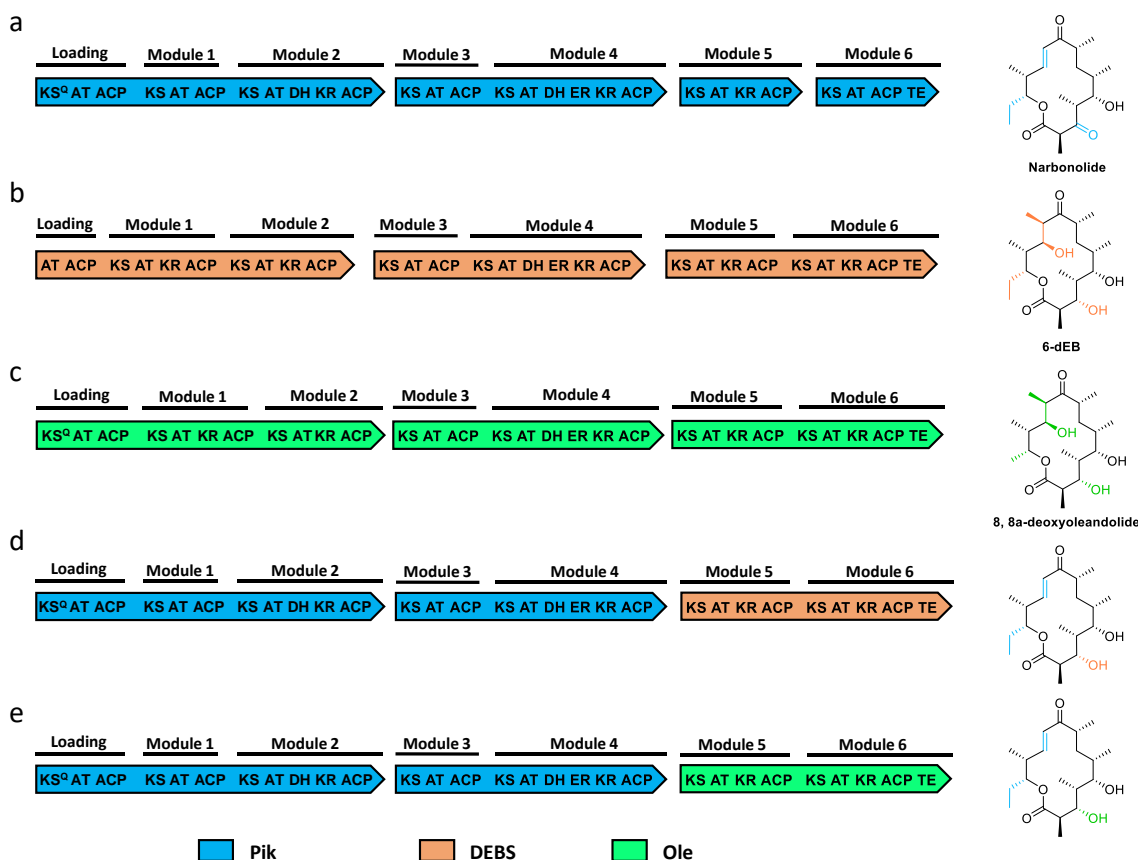 a
Loading Module 1 Module 2 Module 3 Module 4 Module 5 Module 6
KSQ AT ACP KS AT ACP KS AT DH KR ACP KS AT ACP KS AT DH ER KR ACP KS AT KR ACP KS AT ACP TE
O
O
OH
O
O
Narbonolide
b
Loading Module 1 Module 2 Module 3 Module 4 Module 5 Module 6
AT ACP KS AT KR ACP KS AT KR ACP KS AT ACP KS AT DH ER KR ACP KS AT KR ACP KS AT KR ACP TE
O
OH
O
OH
O
OH
6-dEB
c
Loading Module 1 Module 2 Module 3 Module 4 Module 5 Module 6
KSQ AT ACP KS AT KR ACP KS AT KR ACP KS AT ACP KS AT DH ER KR ACP KS AT KR ACP KS AT KR ACP TE
O
OH
O
OH
O
OH
8, 8a-deoxyoleandolide
d
Loading Module 1 Module 2 Module 3 Module 4 Module 5 Module 6
KSQ AT ACP KS AT ACP KS AT DH KR ACP KS AT ACP KS AT DH ER KR ACP KS AT KR ACP KS AT KR ACP TE
O
O
OH
O
OH
e
Loading Module 1 Module 2 Module 3 Module 4 Module 5 Module 6
KSQ AT ACP KS AT ACP KS AT DH KR ACP KS AT ACP KS AT DH ER KR ACP KS AT KR ACP KS AT KR ACP TE
O
O
OH
O
OH
Pik DEBS Ole